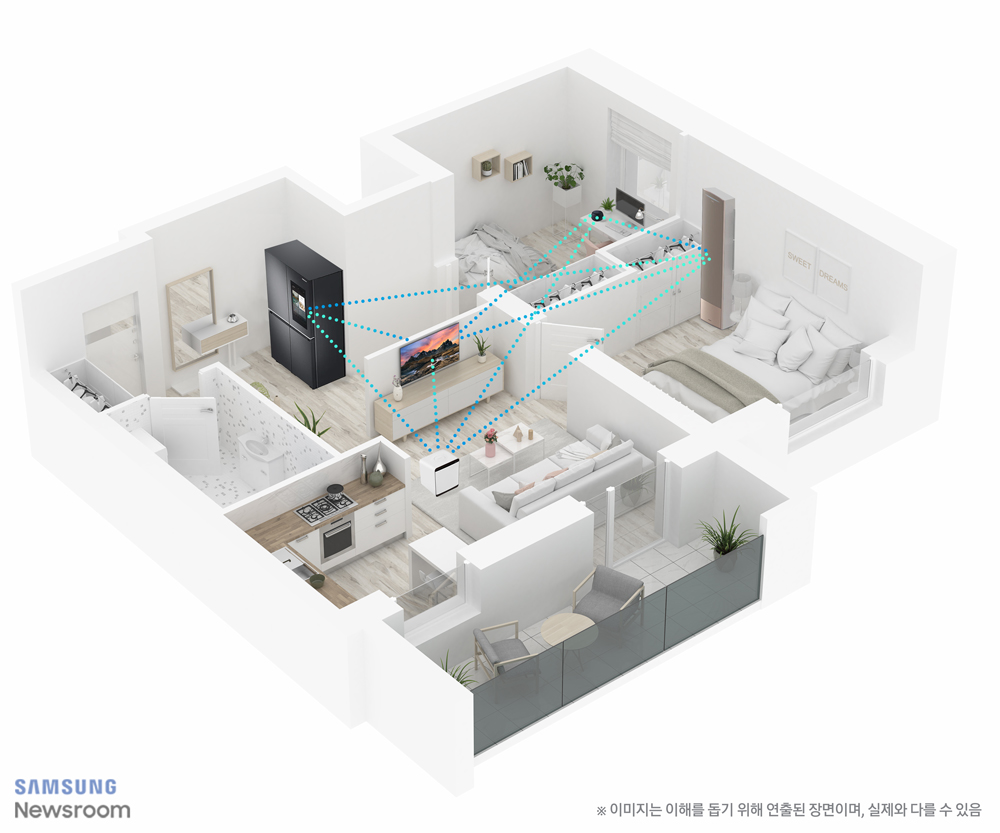 SWEET
DREAMS
SAMSUNG
Newsroom
※ 이미지는 이해를 돕기 위해 연출된 장면이며, 실제와 다를 수 있음